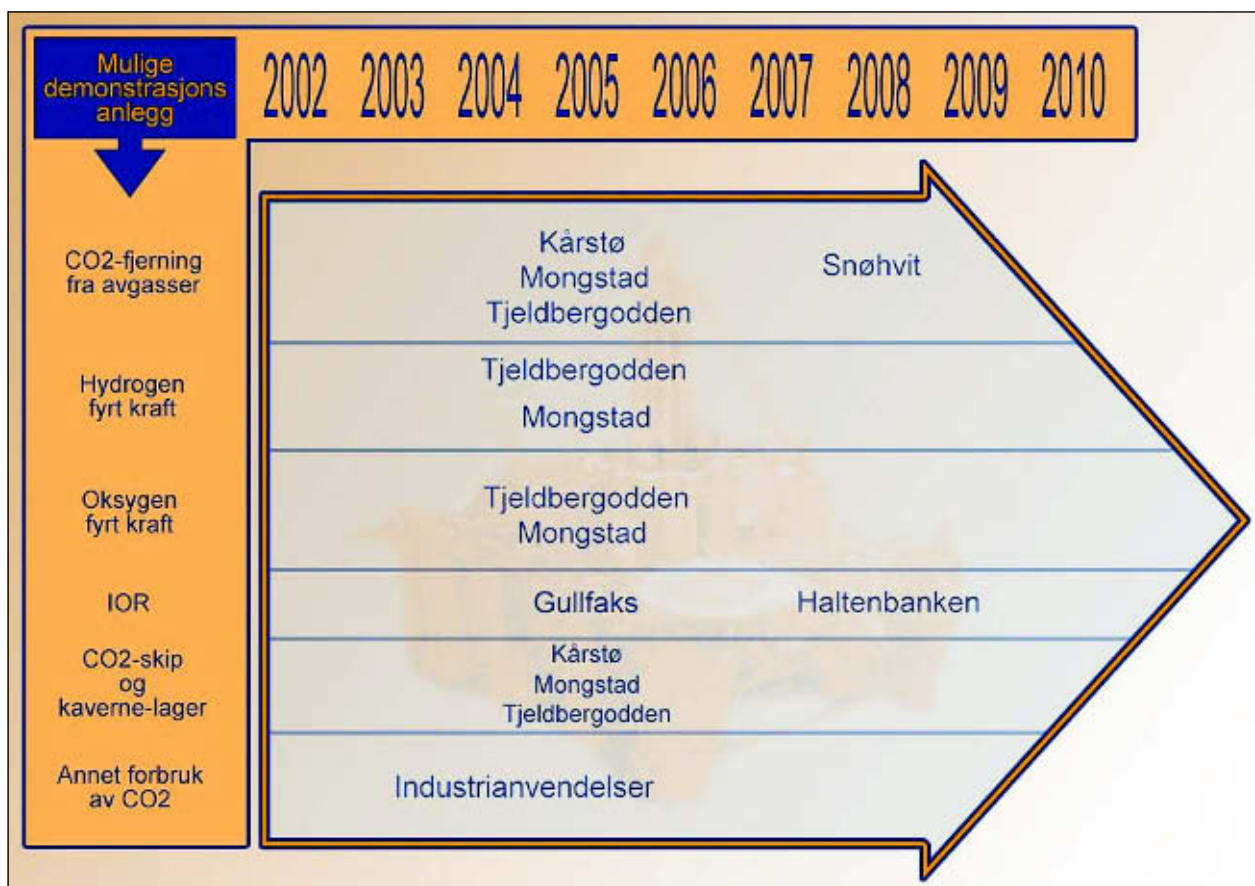 Mulige
demonstrasjons
anlegg
2002 2003 2004 2005 2006 2007 2008 2009 2010
CO2-fjerning
fra avgasser
Kårstø
Mongstad
Tjeldbergodden
Snøhvit
Hydrogen
fyrt kraft
Tjeldbergodden
Mongstad
Oksygen
fyrt kraft
Tjeldbergodden
Mongstad
IOR
Gullfaks
Haltenbanken
CO2-skip
og
kaverne-lager
Kårstø
Mongstad
Tjeldbergodden
Annet forbruk
av CO2
Industrianvendelser